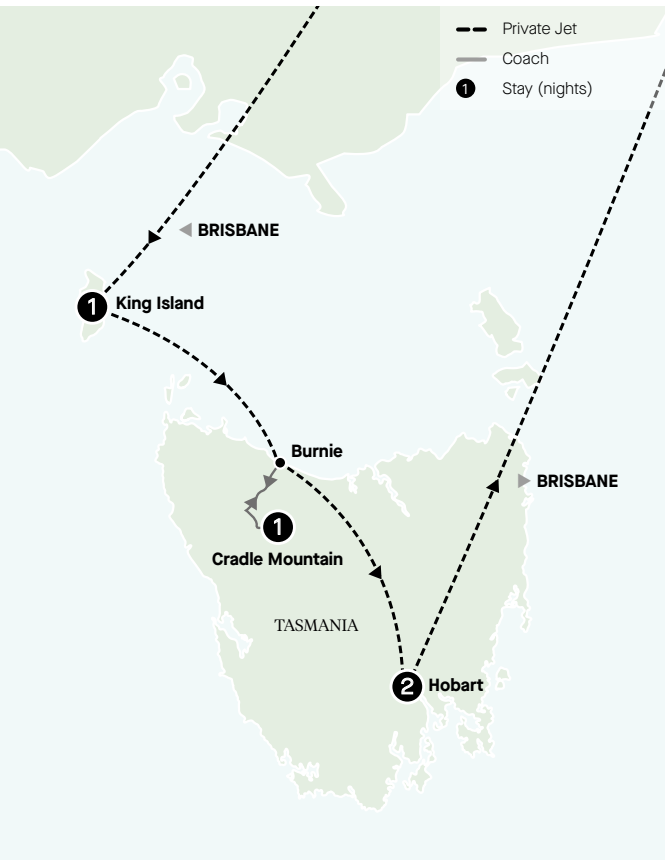 Private Jet
Coach
1 Stay (nights)
BRISBANE
1 King Island
Burnie
BRISBANE
1
Cradle Mountain
TASMANIA
2 Hobart